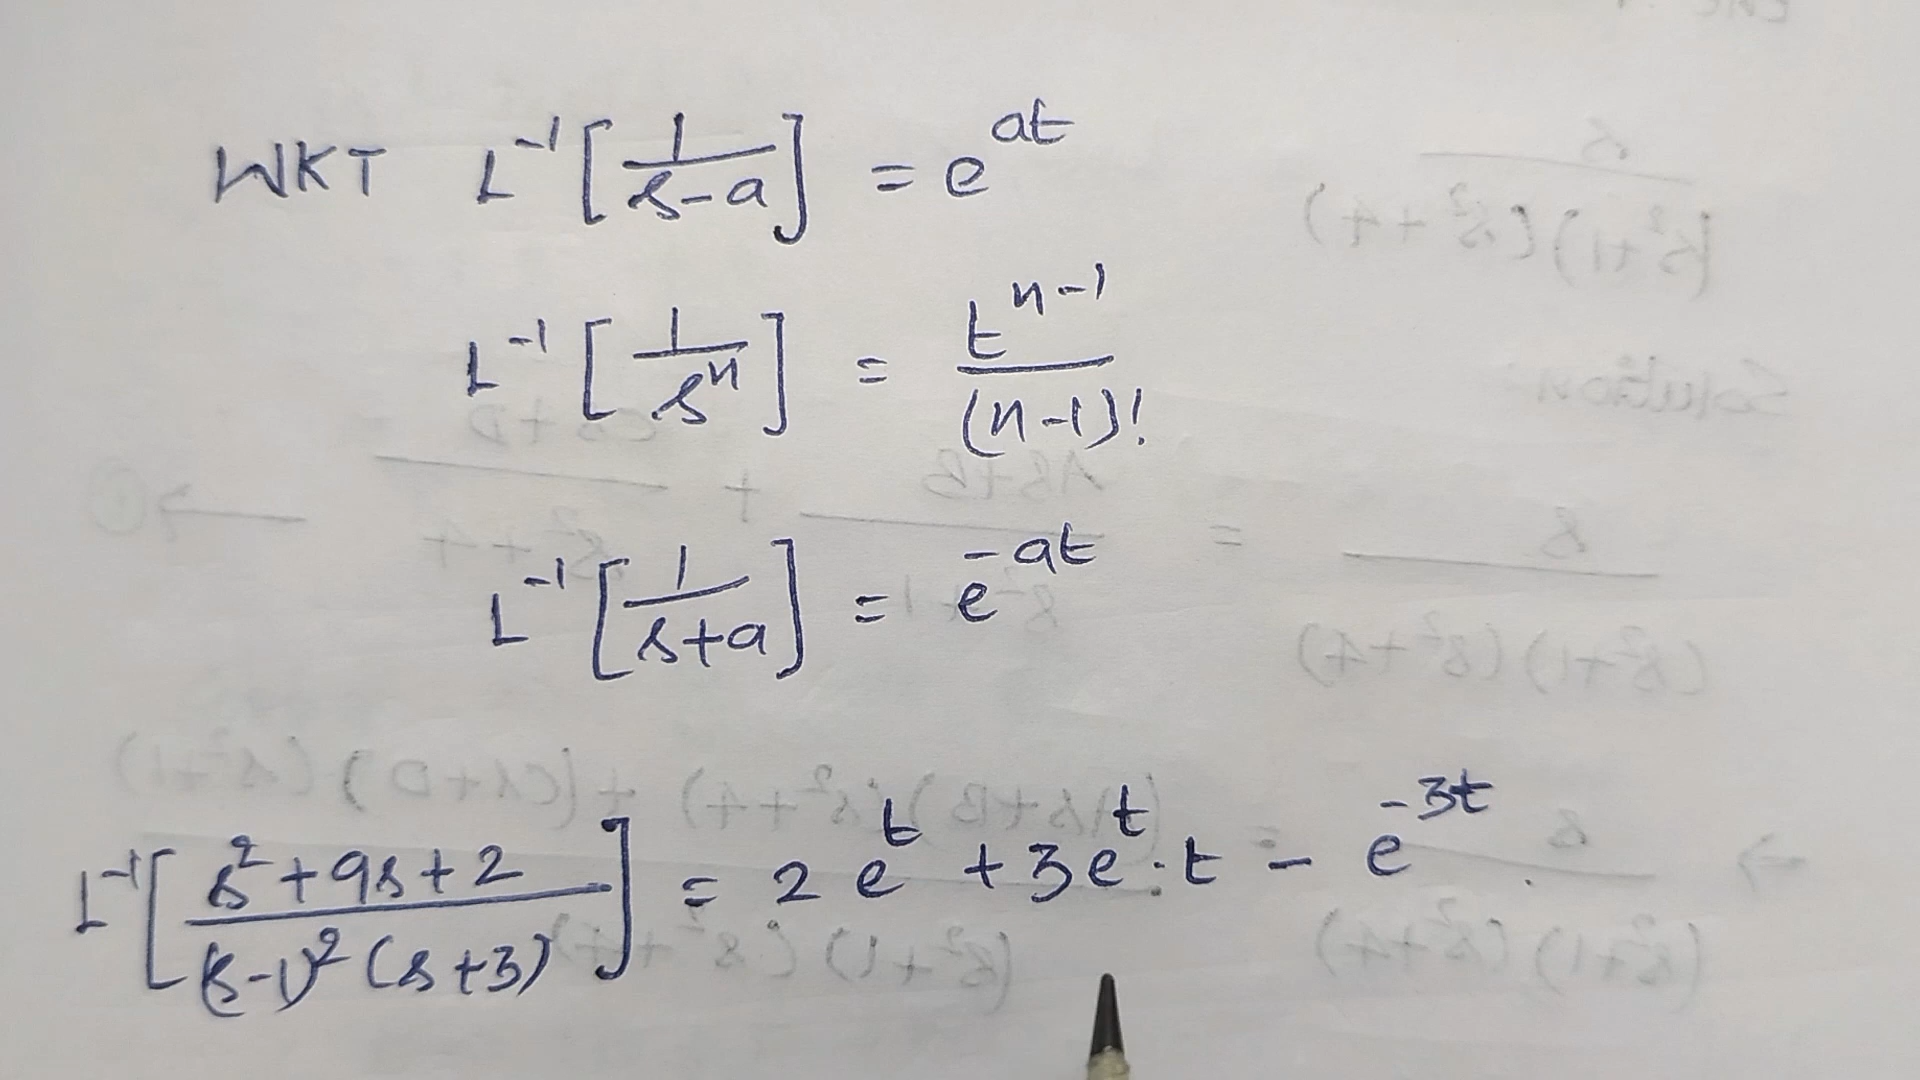 WKT L⁻¹[1/(s-a)] = e^(at)
L⁻¹[1/sⁿ] = t^(n-1)/(n-1)!
L⁻¹[1/(s+a)] = e^(-at)
L⁻¹[(s²+9s+2)/((s-1)²(s+3))] = 2e^t + 3e^t·t - e^(-3t)